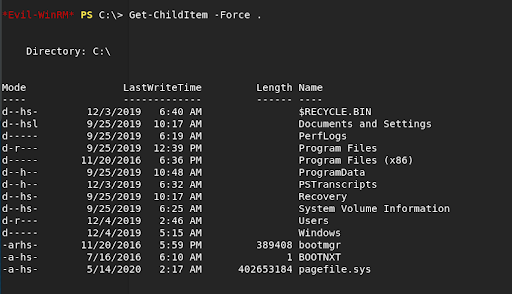 *Evil-WinRM* PS C:\> Get-ChildItem -Force .
Directory: C:\
Mode LastWriteTime Length Name
---- ------------- ------ ----
d--hs- 12/3/2019 6:40 AM $RECYCLE.BIN
d--hsl 9/25/2019 10:17 AM Documents and Settings
d----- 9/25/2019 6:19 AM PerfLogs
d-r--- 9/25/2019 12:39 PM Program Files
d----- 11/20/2016 6:36 PM Program Files (x86)
d--h-- 9/25/2019 10:48 AM ProgramData
d--h-- 12/3/2019 6:32 AM PSTranscripts
d--hs- 9/25/2019 10:17 AM Recovery
d--hs- 9/25/2019 6:25 AM System Volume Information
d-r--- 12/4/2019 2:46 AM Users
d----- 12/4/2019 5:15 AM Windows
-arhs- 11/20/2016 5:59 PM 389408 bootmgr
-a-hs- 7/16/2016 6:10 AM 1 BOOTNXT
-a-hs- 5/14/2020 2:17 AM 402653184 pagefile.sys